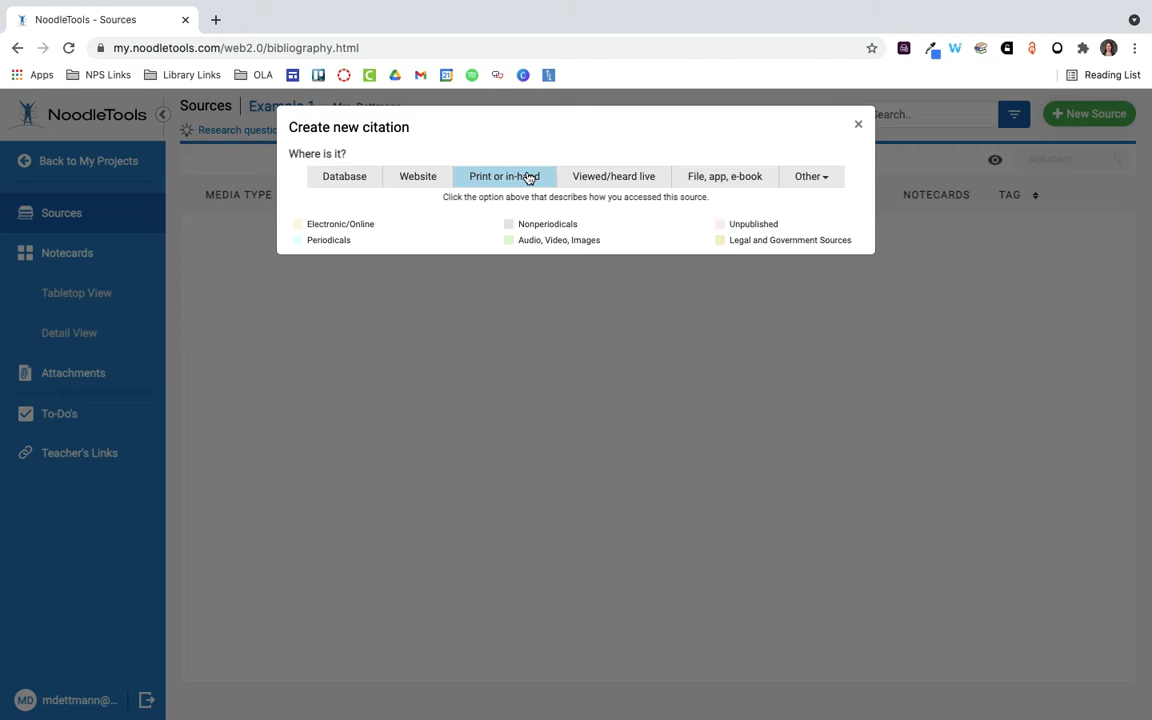 NoodleTools - Sources
my.noodletools.com/web2.0/bibliography.html
Apps NPS Links Library Links OLA Reading List
NoodleTools
Sources Example 1
Research questio
Search...
New Source
Back to My Projects
Sources
Notecards
Tabletop View
Detail View
Attachments
To-Do's
Teacher's Links
MD mdettmann@...
Create new citation
Where is it?
Database Website Print or in-hand Viewed/heard live File, app, e-book Other
Click the option above that describes how you accessed this source.
Electronic/Online Nonperiodicals Unpublished
Periodicals Audio, Video, Images Legal and Government Sources
Alphabetic
MEDIA TYPE NOTECARDS TAG